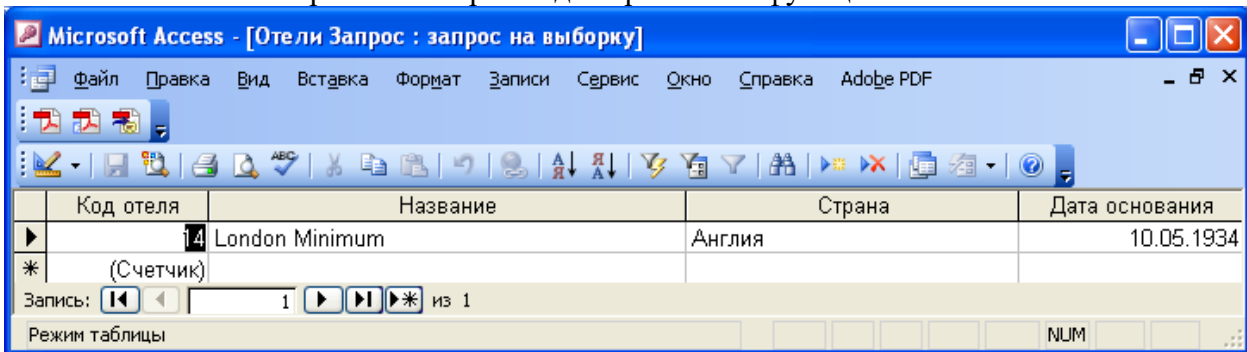 Microsoft Access - [Отели Запрос : запрос на выборку]
Файл Правка Вид Вставка Формат Записи Сервис Окно Справка Adobe PDF
Код отеля Название Страна Дата основания
14 London Minimum Англия 10.05.1934
(Счетчик)
Запись: 1 из 1
Режим таблицы NUM